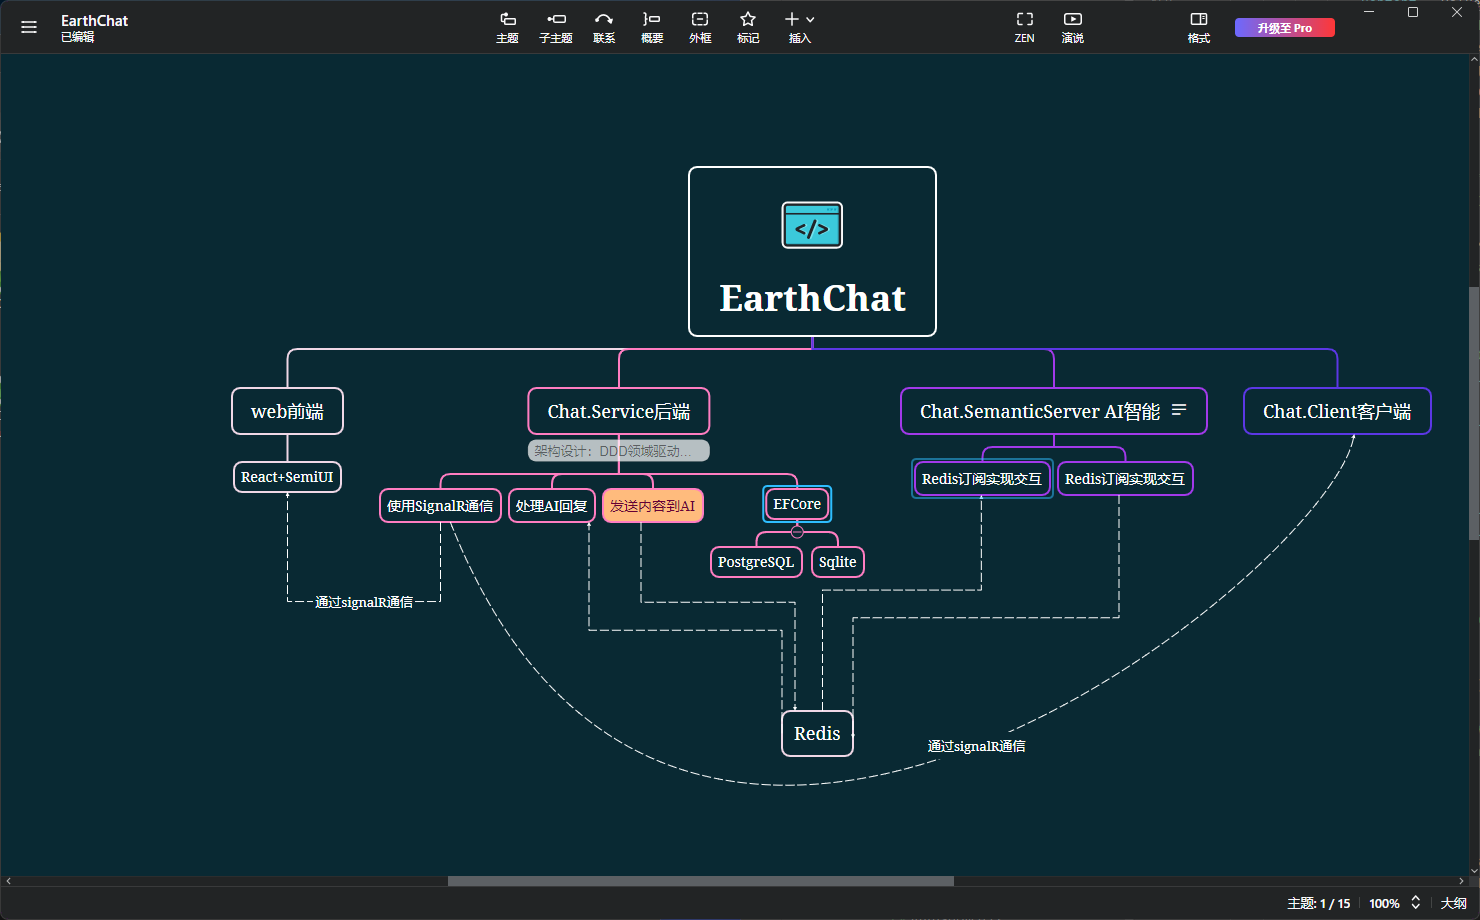 EarthChat
已编辑
主题
子主题
联系
概要
外框
标记
插入
ZEN
演说
格式
升级至 Pro
</>
EarthChat
web前端
Chat.Service后端
Chat.SemanticServer AI智能
Chat.Client客户端
架构设计：DDD领域驱动...
React+SemiUI
使用SignalR通信
处理AI回复
发送内容到AI
EFCore
Redis订阅实现交互
Redis订阅实现交互
PostgreSQL
Sqlite
通过signalR通信
Redis
通过signalR通信
主题: 1 / 15
100%
大纲